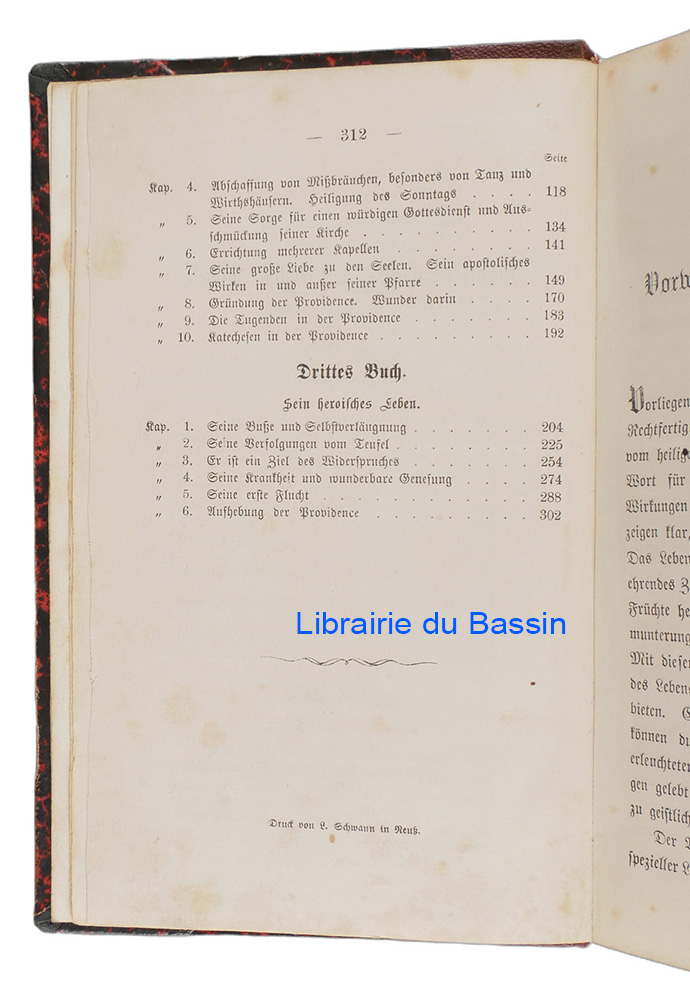 — 312 —
Seite
Kap. 4. Abschaffung von Mißbräuchen, besonders von Tanz und
Wirthshäusern. Heiligung des Sonntags . . . . 118
„ 5. Seine Sorge für einen würdigen Gottesdienst und Aus-
schmückung seiner Kirche . . . . . . . . . 134
„ 6. Errichtung mehrerer Kapellen . . . . . . . . 141
„ 7. Seine große Liebe zu den Seelen. Sein apostolisches
Wirken in und außer seiner Pfarre . . . . . . 149
„ 8. Gründung der Providence. Wunder darin . . . . 170
„ 9. Die Tugenden in der Providence . . . . . . . 183
„ 10. Katechesen in der Providence . . . . . . . . . 192
Drittes Buch.
Sein heroisches Leben.
Kap. 1. Seine Buße und Selbstverläugnung . . . . . . . 204
„ 2. Seine Verfolgungen vom Teufel . . . . . . . . 225
„ 3. Er ist ein Ziel des Widerspruches . . . . . . . 254
„ 4. Seine Krankheit und wunderbare Genesung . . . . 274
„ 5. Seine erste Flucht . . . . . . . . . . . 288
„ 6. Aufhebung der Providence . . . . . . . . . 302
Librairie du Bassin
Druck von L. Schwann in Neuß.
Vorw
Vorliegen
Rechtfertig
vom heilig
Wort für
Wirkungen
zeigen klar,
Das Leben
ehrendes Z
Früchte he
munterung
Mit diese
des Leben
bieten. G
können du
erleuchtete
gen gelebt
zu geistlich
Der
spezieller L